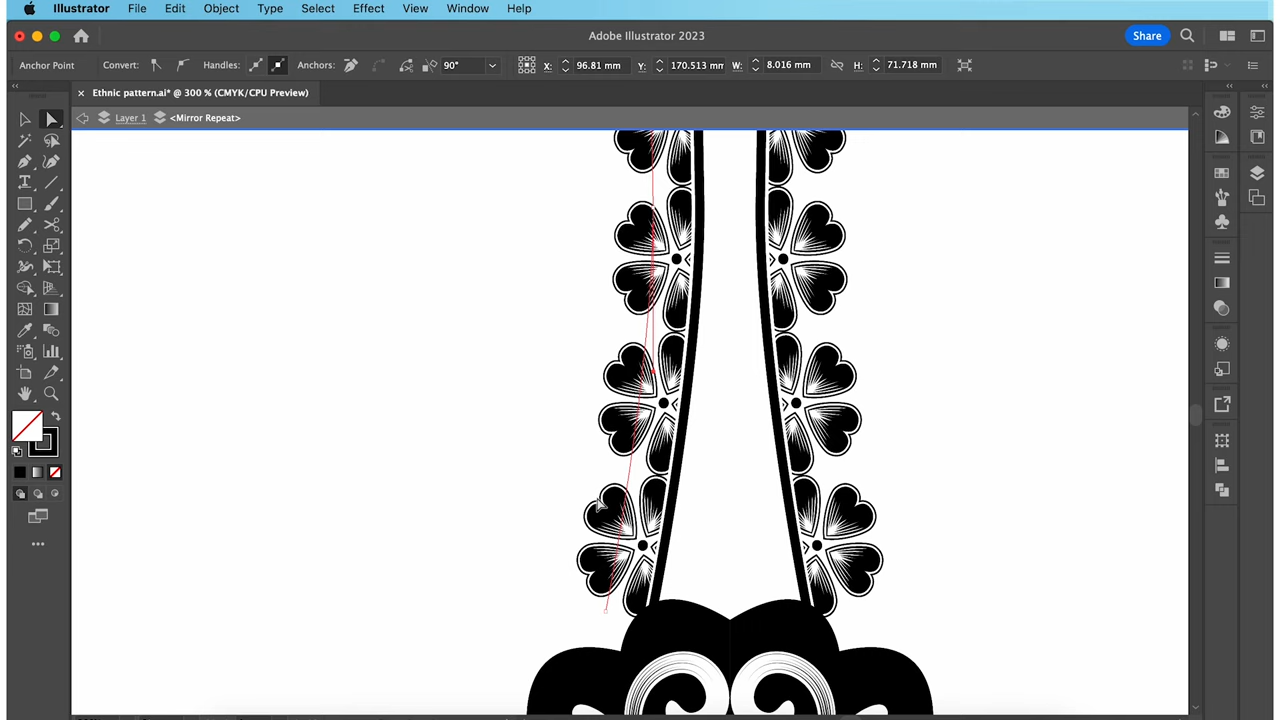 Illustrator File Edit Object Type Select Effect View Window Help
Adobe Illustrator 2023
Share
Anchor Point Convert: Handles: Anchors: 90° X: 96.81 mm Y: 170.513 mm W: 8.016 mm H: 71.718 mm
× Ethnic pattern.ai* @ 300 % (CMYK/CPU Preview)
Layer 1 <Mirror Repeat>